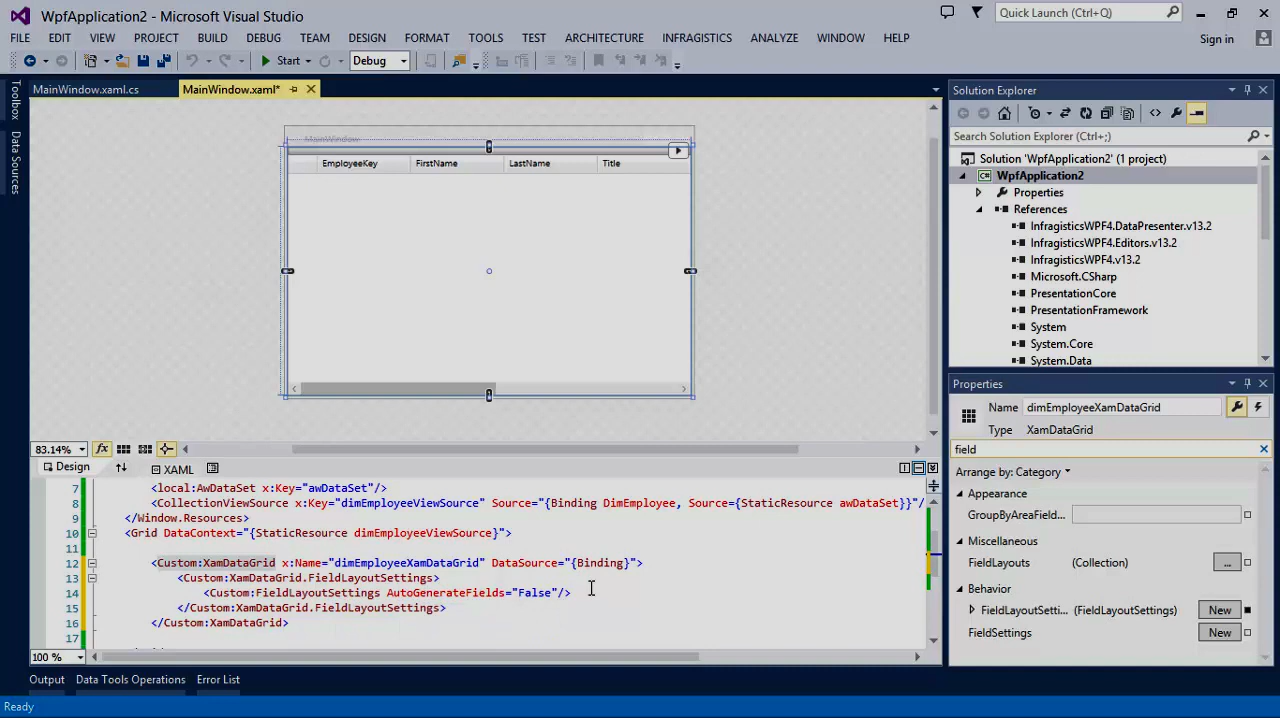 WpfApplication2 - Microsoft Visual Studio
Quick Launch (Ctrl+Q)
FILE EDIT VIEW PROJECT BUILD DEBUG TEAM DESIGN FORMAT TOOLS TEST ARCHITECTURE INFRAGISTICS ANALYZE WINDOW HELP
Sign in
Start
Debug
Toolbox
Data Sources
MainWindow.xaml.cs
MainWindow.xaml*
MainWindow
EmployeeKey FirstName LastName Title
83.14%
Design
XAML
7 <local:AwDataSet x:Key="awDataSet"/>
8 <CollectionViewSource x:Key="dimEmployeeViewSource" Source="{Binding DimEmployee, Source={StaticResource awDataSet}}"/
9 </Window.Resources>
10 <Grid DataContext="{StaticResource dimEmployeeViewSource}">
11
12 <Custom:XamDataGrid x:Name="dimEmployeeXamDataGrid" DataSource="{Binding}">
13 <Custom:XamDataGrid.FieldLayoutSettings>
14 <Custom:FieldLayoutSettings AutoGenerateFields="False"/>
15 </Custom:XamDataGrid.FieldLayoutSettings>
16 </Custom:XamDataGrid>
17
100 %
Output Data Tools Operations Error List
Ready
Solution Explorer
Search Solution Explorer (Ctrl+;)
Solution 'WpfApplication2' (1 project)
C# WpfApplication2
Properties
References
InfragisticsWPF4.DataPresenter.v13.2
InfragisticsWPF4.Editors.v13.2
InfragisticsWPF4.v13.2
Microsoft.CSharp
PresentationCore
PresentationFramework
System
System.Core
System.Data
Properties
Name dimEmployeeXamDataGrid
Type XamDataGrid
field
Arrange by: Category
Appearance
GroupByAreaField...
Miscellaneous
FieldLayouts (Collection) ...
Behavior
FieldLayoutSetti... (FieldLayoutSettings) New
FieldSettings New